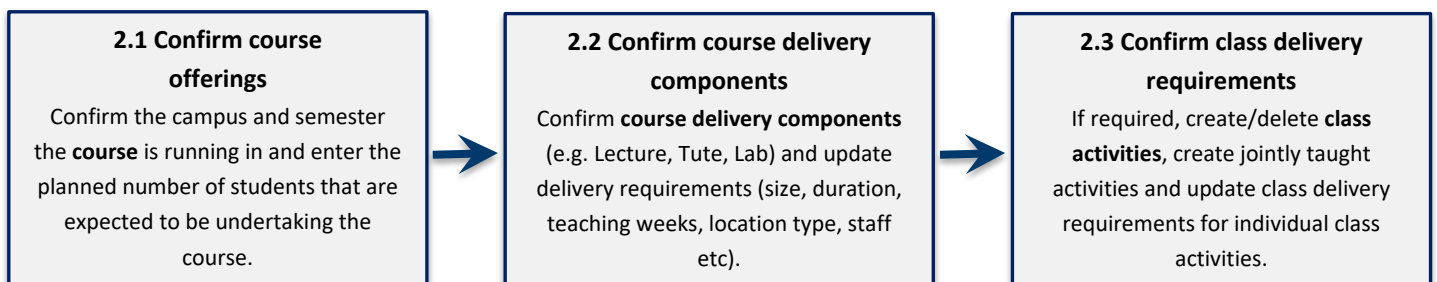 2.1 Confirm course
offerings
Confirm the campus and semester
the course is running in and enter the
planned number of students that are
expected to be undertaking the
course.
2.2 Confirm course delivery
components
Confirm course delivery components
(e.g. Lecture, Tute, Lab) and update
delivery requirements (size, duration,
teaching weeks, location type, staff
etc).
2.3 Confirm class delivery
requirements
If required, create/delete class
activities, create jointly taught
activities and update class delivery
requirements for individual class
activities.